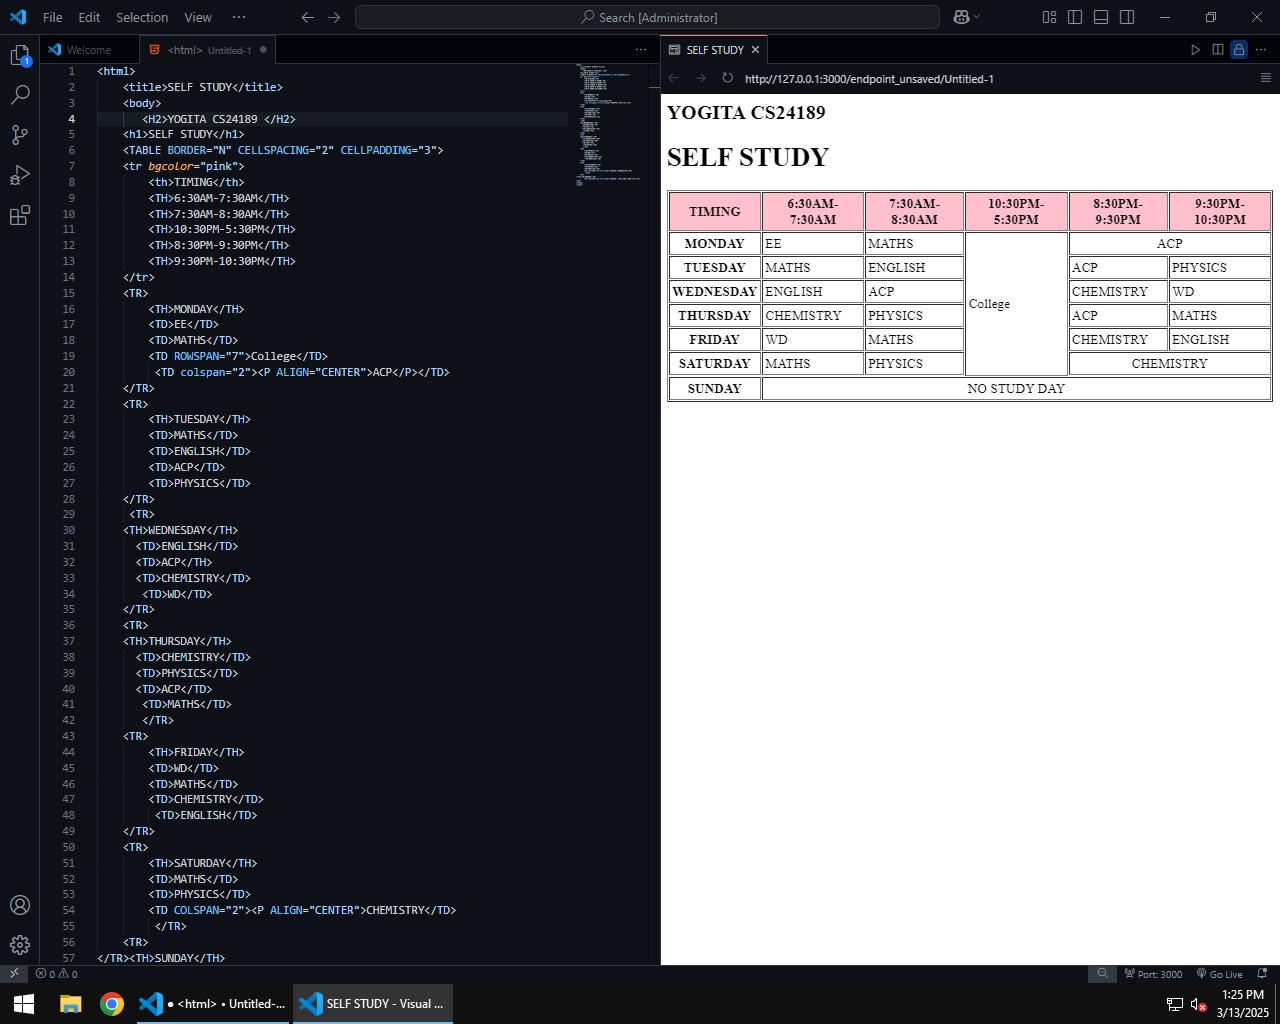 File Edit Selection View ··· Search [Administrator]
Welcome <html> Untitled-1
1 <html>
2 <title>SELF STUDY</title>
3 <body>
4 <H2>YOGITA CS24189 </H2>
5 <h1>SELF STUDY</h1>
6 <TABLE BORDER="N" CELLSPACING="2" CELLPADDING="3">
7 <tr bgcolor="pink">
8 <th>TIMING</th>
9 <TH>6:30AM-7:30AM</TH>
10 <TH>7:30AM-8:30AM</TH>
11 <TH>10:30PM-5:30PM</TH>
12 <TH>8:30PM-9:30PM</TH>
13 <TH>9:30PM-10:30PM</TH>
14 </tr>
15 <TR>
16 <TH>MONDAY</TH>
17 <TD>EE</TD>
18 <TD>MATHS</TD>
19 <TD ROWSPAN="7">College</TD>
20 <TD colspan="2"><P ALIGN="CENTER">ACP</P></TD>
21 </TR>
22 <TR>
23 <TH>TUESDAY</TH>
24 <TD>MATHS</TD>
25 <TD>ENGLISH</TD>
26 <TD>ACP</TD>
27 <TD>PHYSICS</TD>
28 </TR>
29 <TR>
30 <TH>WEDNESDAY</TH>
31 <TD>ENGLISH</TD>
32 <TD>ACP</TH>
33 <TD>CHEMISTRY</TD>
34 <TD>WD</TD>
35 </TR>
36 <TR>
37 <TH>THURSDAY</TH>
38 <TD>CHEMISTRY</TD>
39 <TD>PHYSICS</TD>
40 <TD>ACP</TD>
41 <TD>MATHS</TD>
42 </TR>
43 <TR>
44 <TH>FRIDAY</TH>
45 <TD>WD</TD>
46 <TD>MATHS</TD>
47 <TD>CHEMISTRY</TD>
48 <TD>ENGLISH</TD>
49 </TR>
50 <TR>
51 <TH>SATURDAY</TH>
52 <TD>MATHS</TD>
53 <TD>PHYSICS</TD>
54 <TD COLSPAN="2"><P ALIGN="CENTER">CHEMISTRY</TD>
55 </TR>
56 <TR>
57 </TR><TH>SUNDAY</TH>
SELF STUDY
http://127.0.0.1:3000/endpoint_unsaved/Untitled-1
YOGITA CS24189
SELF STUDY
TIMING 6:30AM-7:30AM 7:30AM-8:30AM 10:30PM-5:30PM 8:30PM-9:30PM 9:30PM-10:30PM
MONDAY EE MATHS College ACP
TUESDAY MATHS ENGLISH ACP PHYSICS
WEDNESDAY ENGLISH ACP CHEMISTRY WD
THURSDAY CHEMISTRY PHYSICS ACP MATHS
FRIDAY WD MATHS CHEMISTRY ENGLISH
SATURDAY MATHS PHYSICS CHEMISTRY
SUNDAY NO STUDY DAY
1
0 0 Port: 3000 Go Live
● <html> • Untitled-... SELF STUDY - Visual ... 1:25 PM
3/13/2025